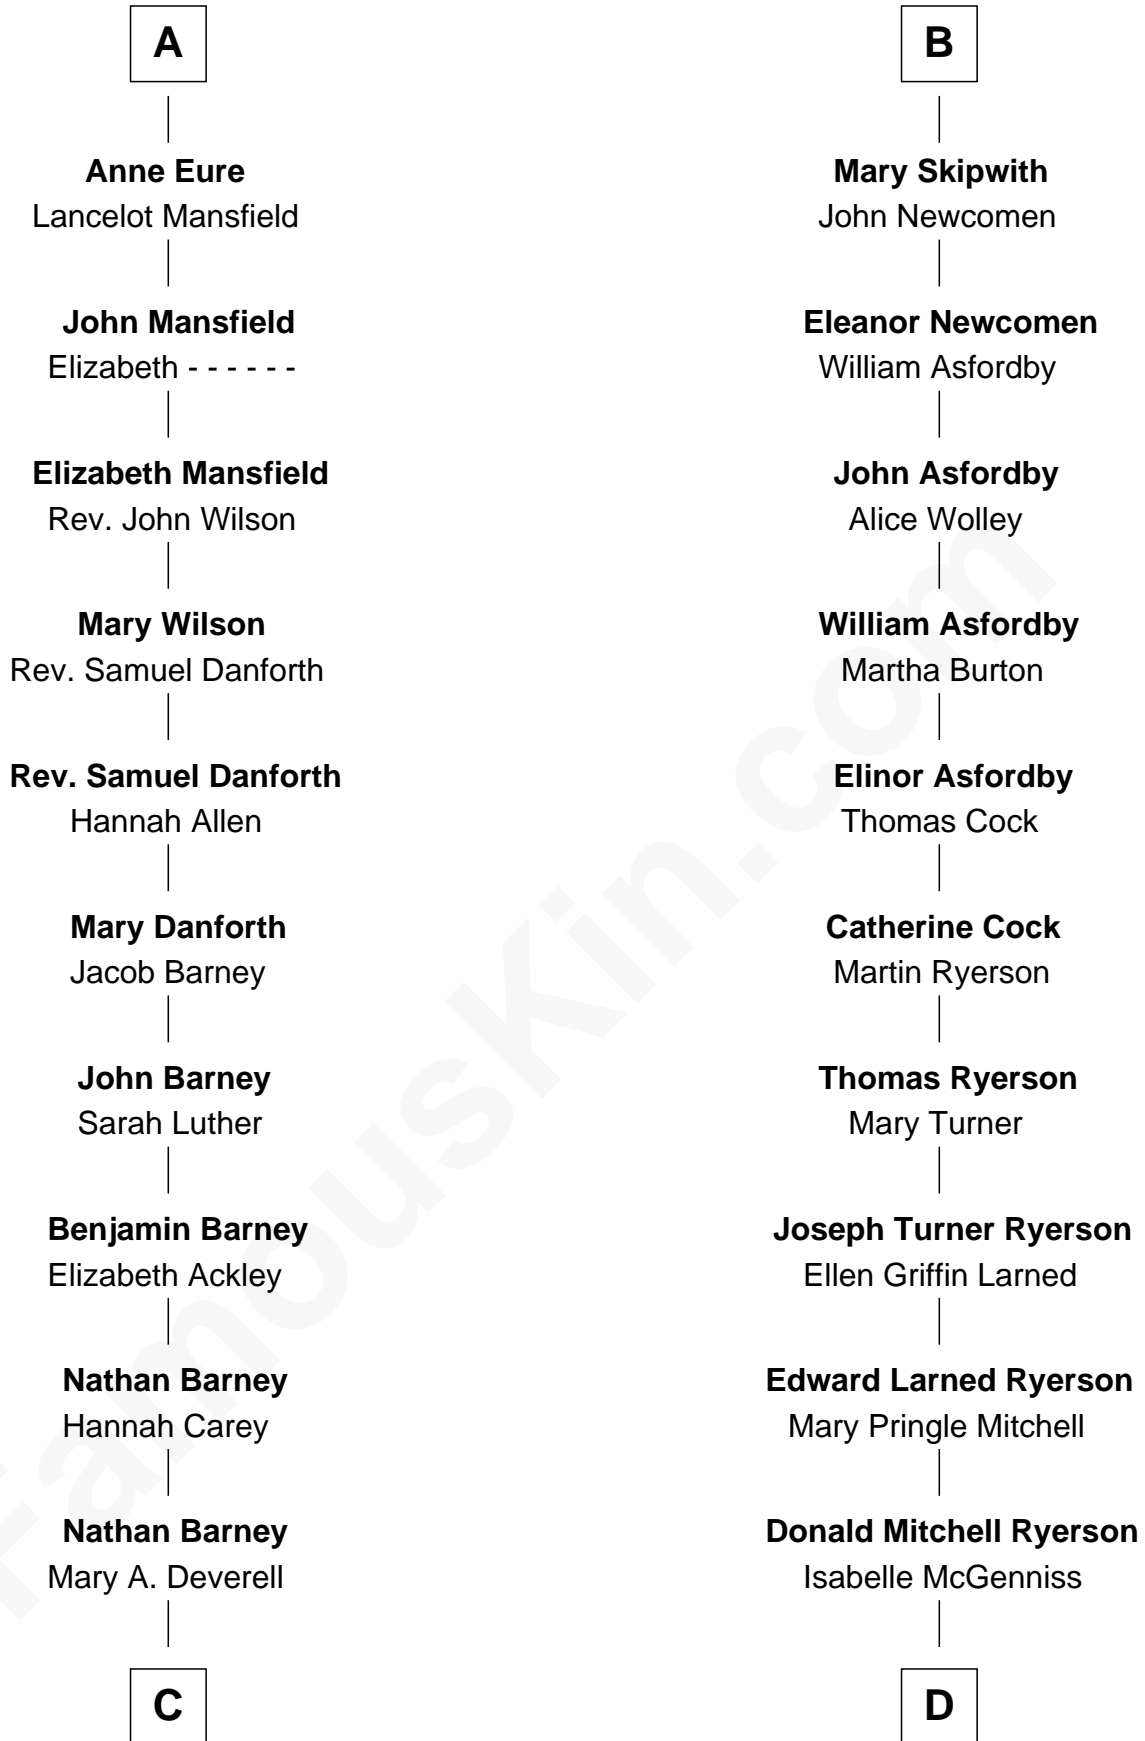 A
Anne Eure
Lancelot Mansfield
John Mansfield
Elizabeth - - - - - -
Elizabeth Mansfield
Rev. John Wilson
Mary Wilson
Rev. Samuel Danforth
Rev. Samuel Danforth
Hannah Allen
Mary Danforth
Jacob Barney
John Barney
Sarah Luther
Benjamin Barney
Elizabeth Ackley
Nathan Barney
Hannah Carey
Nathan Barney
Mary A. Deverell
C
B
Mary Skipwith
John Newcomen
Eleanor Newcomen
William Asfordby
John Asfordby
Alice Wolley
William Asfordby
Martha Burton
Elinor Asfordby
Thomas Cock
Catherine Cock
Martin Ryerson
Thomas Ryerson
Mary Turner
Joseph Turner Ryerson
Ellen Griffin Larned
Edward Larned Ryerson
Mary Pringle Mitchell
Donald Mitchell Ryerson
Isabelle McGenniss
D
FamousKin.com